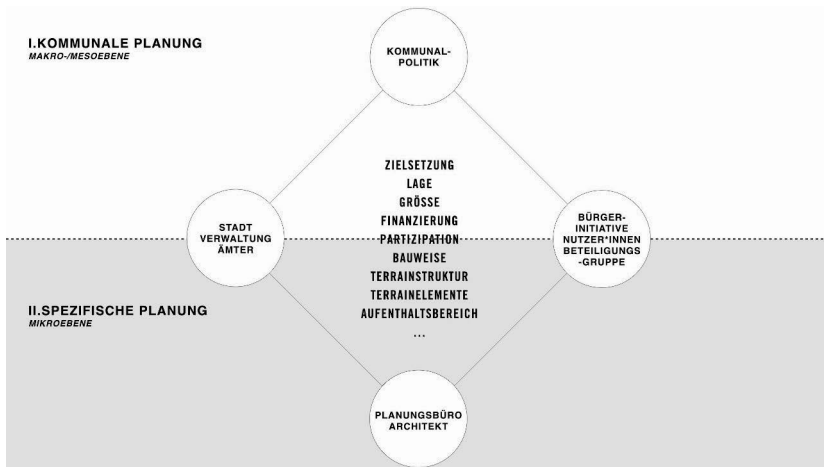 I.KOMMUNALE PLANUNG
MAKRO-/MESOEBENE
KOMMUNAL-
POLITIK
ZIELSETZUNG
LAGE
GRÖSSE
FINANZIERUNG
PARTIZIPATION
BAUWEISE
TERRAINSTRUKTUR
TERRAINELEMENTE
AUFENTHALTSBEREICH
...
STADT
VERWALTUNG
ÄMTER
BÜRGER-
INITIATIVE
NUTZER*INNEN
BETEILIGUNGS
-GRUPPE
II.SPEZIFISCHE PLANUNG
MIKROEBENE
PLANUNGSBÜRO
ARCHITEKT